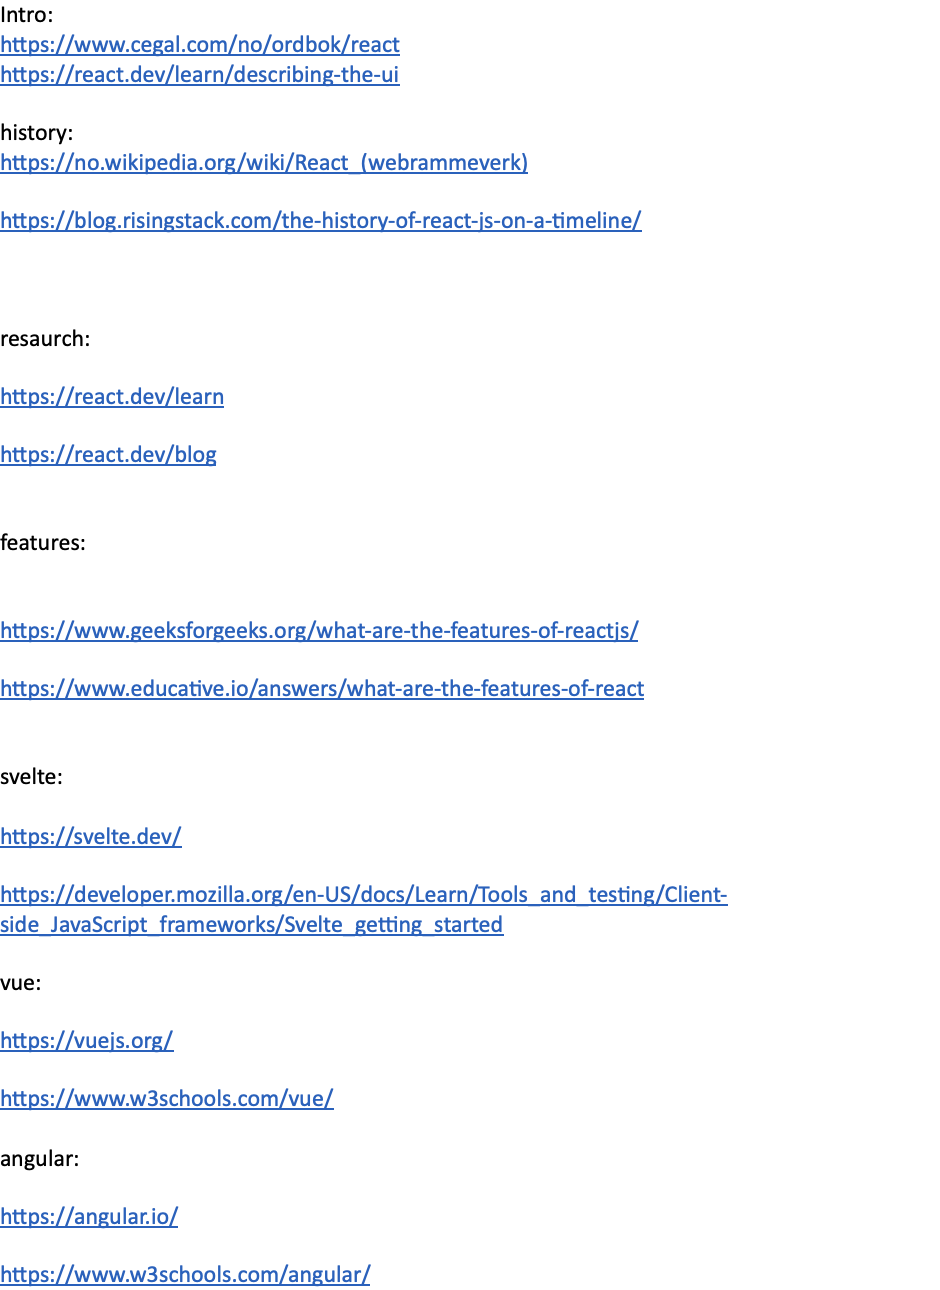 Intro:
https://www.cegal.com/no/ordbok/react
https://react.dev/learn/describing-the-ui
history:
https://no.wikipedia.org/wiki/React_(webrammeverk)
https://blog.risingstack.com/the-history-of-react-js-on-a-timeline/
resaurch:
https://react.dev/learn
https://react.dev/blog
features:
https://www.geeksforgeeks.org/what-are-the-features-of-reactjs/
https://www.educative.io/answers/what-are-the-features-of-react
svelte:
https://svelte.dev/
https://developer.mozilla.org/en-US/docs/Learn/Tools_and_testing/Client-
side_JavaScript_frameworks/Svelte_getting_started
vue:
https://vuejs.org/
https://www.w3schools.com/vue/
angular:
https://angular.io/
https://www.w3schools.com/angular/